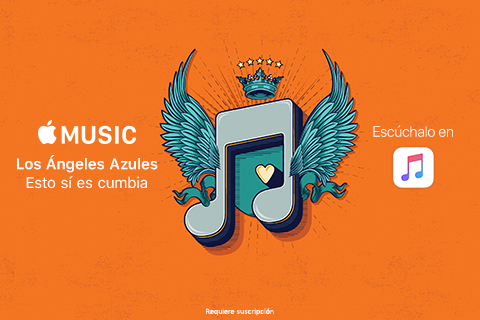 MUSIC
Los Ángeles Azules
Esto sí es cumbia
Escúchalo en
Requiere suscripción